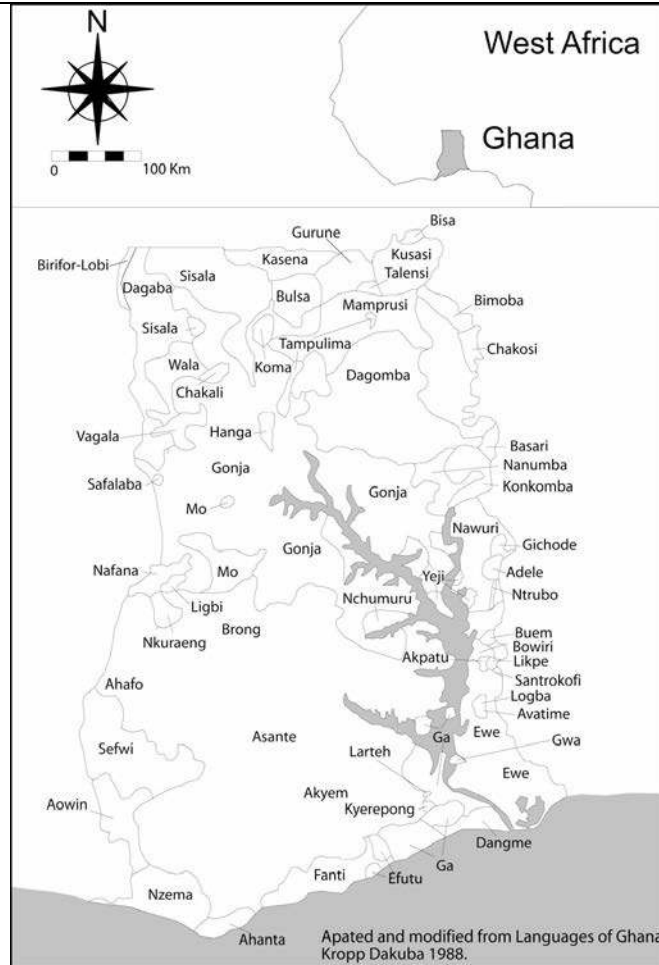 N
West Africa
Ghana
0 100 Km
Bisa
Gurune
Kusasi
Kasena
Birifor-Lobi
Talensi
Sisala
Dagaba
Bulsa
Mamprusi
Bimoba
Sisala
Tampulima
Chakosi
Wala
Koma
Dagomba
Chakali
Vagala
Hanga
Basari
Gonja
Nanumba
Safalaba
Gonja
Konkomba
Mo
Nawuri
Gonja
Gichode
Nafana
Mo
Yeji
Adele
Nchumuru
Ntrubo
Ligbi
Brong
Nkuraeng
Buem
Bowiri
Akpatu
Likpe
Santrokofi
Ahafo
Logba
Avatime
Asante
Ga
Ewe
Sefwi
Gwa
Larteh
Ewe
Akyem
Aowin
Kyerepong
Dangme
Ga
Fanti
Efutu
Nzema
Ahanta
Apated and modified from Languages of Ghana
Kropp Dakuba 1988.